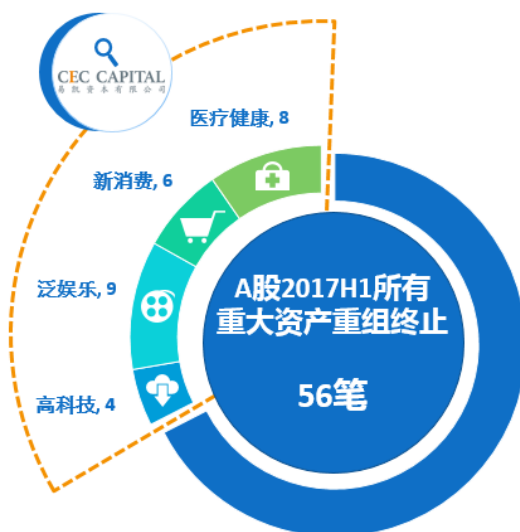 CEC CAPITAL
易凯资本有限公司
医疗健康, 8
新消费, 6
泛娱乐, 9
高科技, 4
A股2017H1所有
重大资产重组终止
56笔